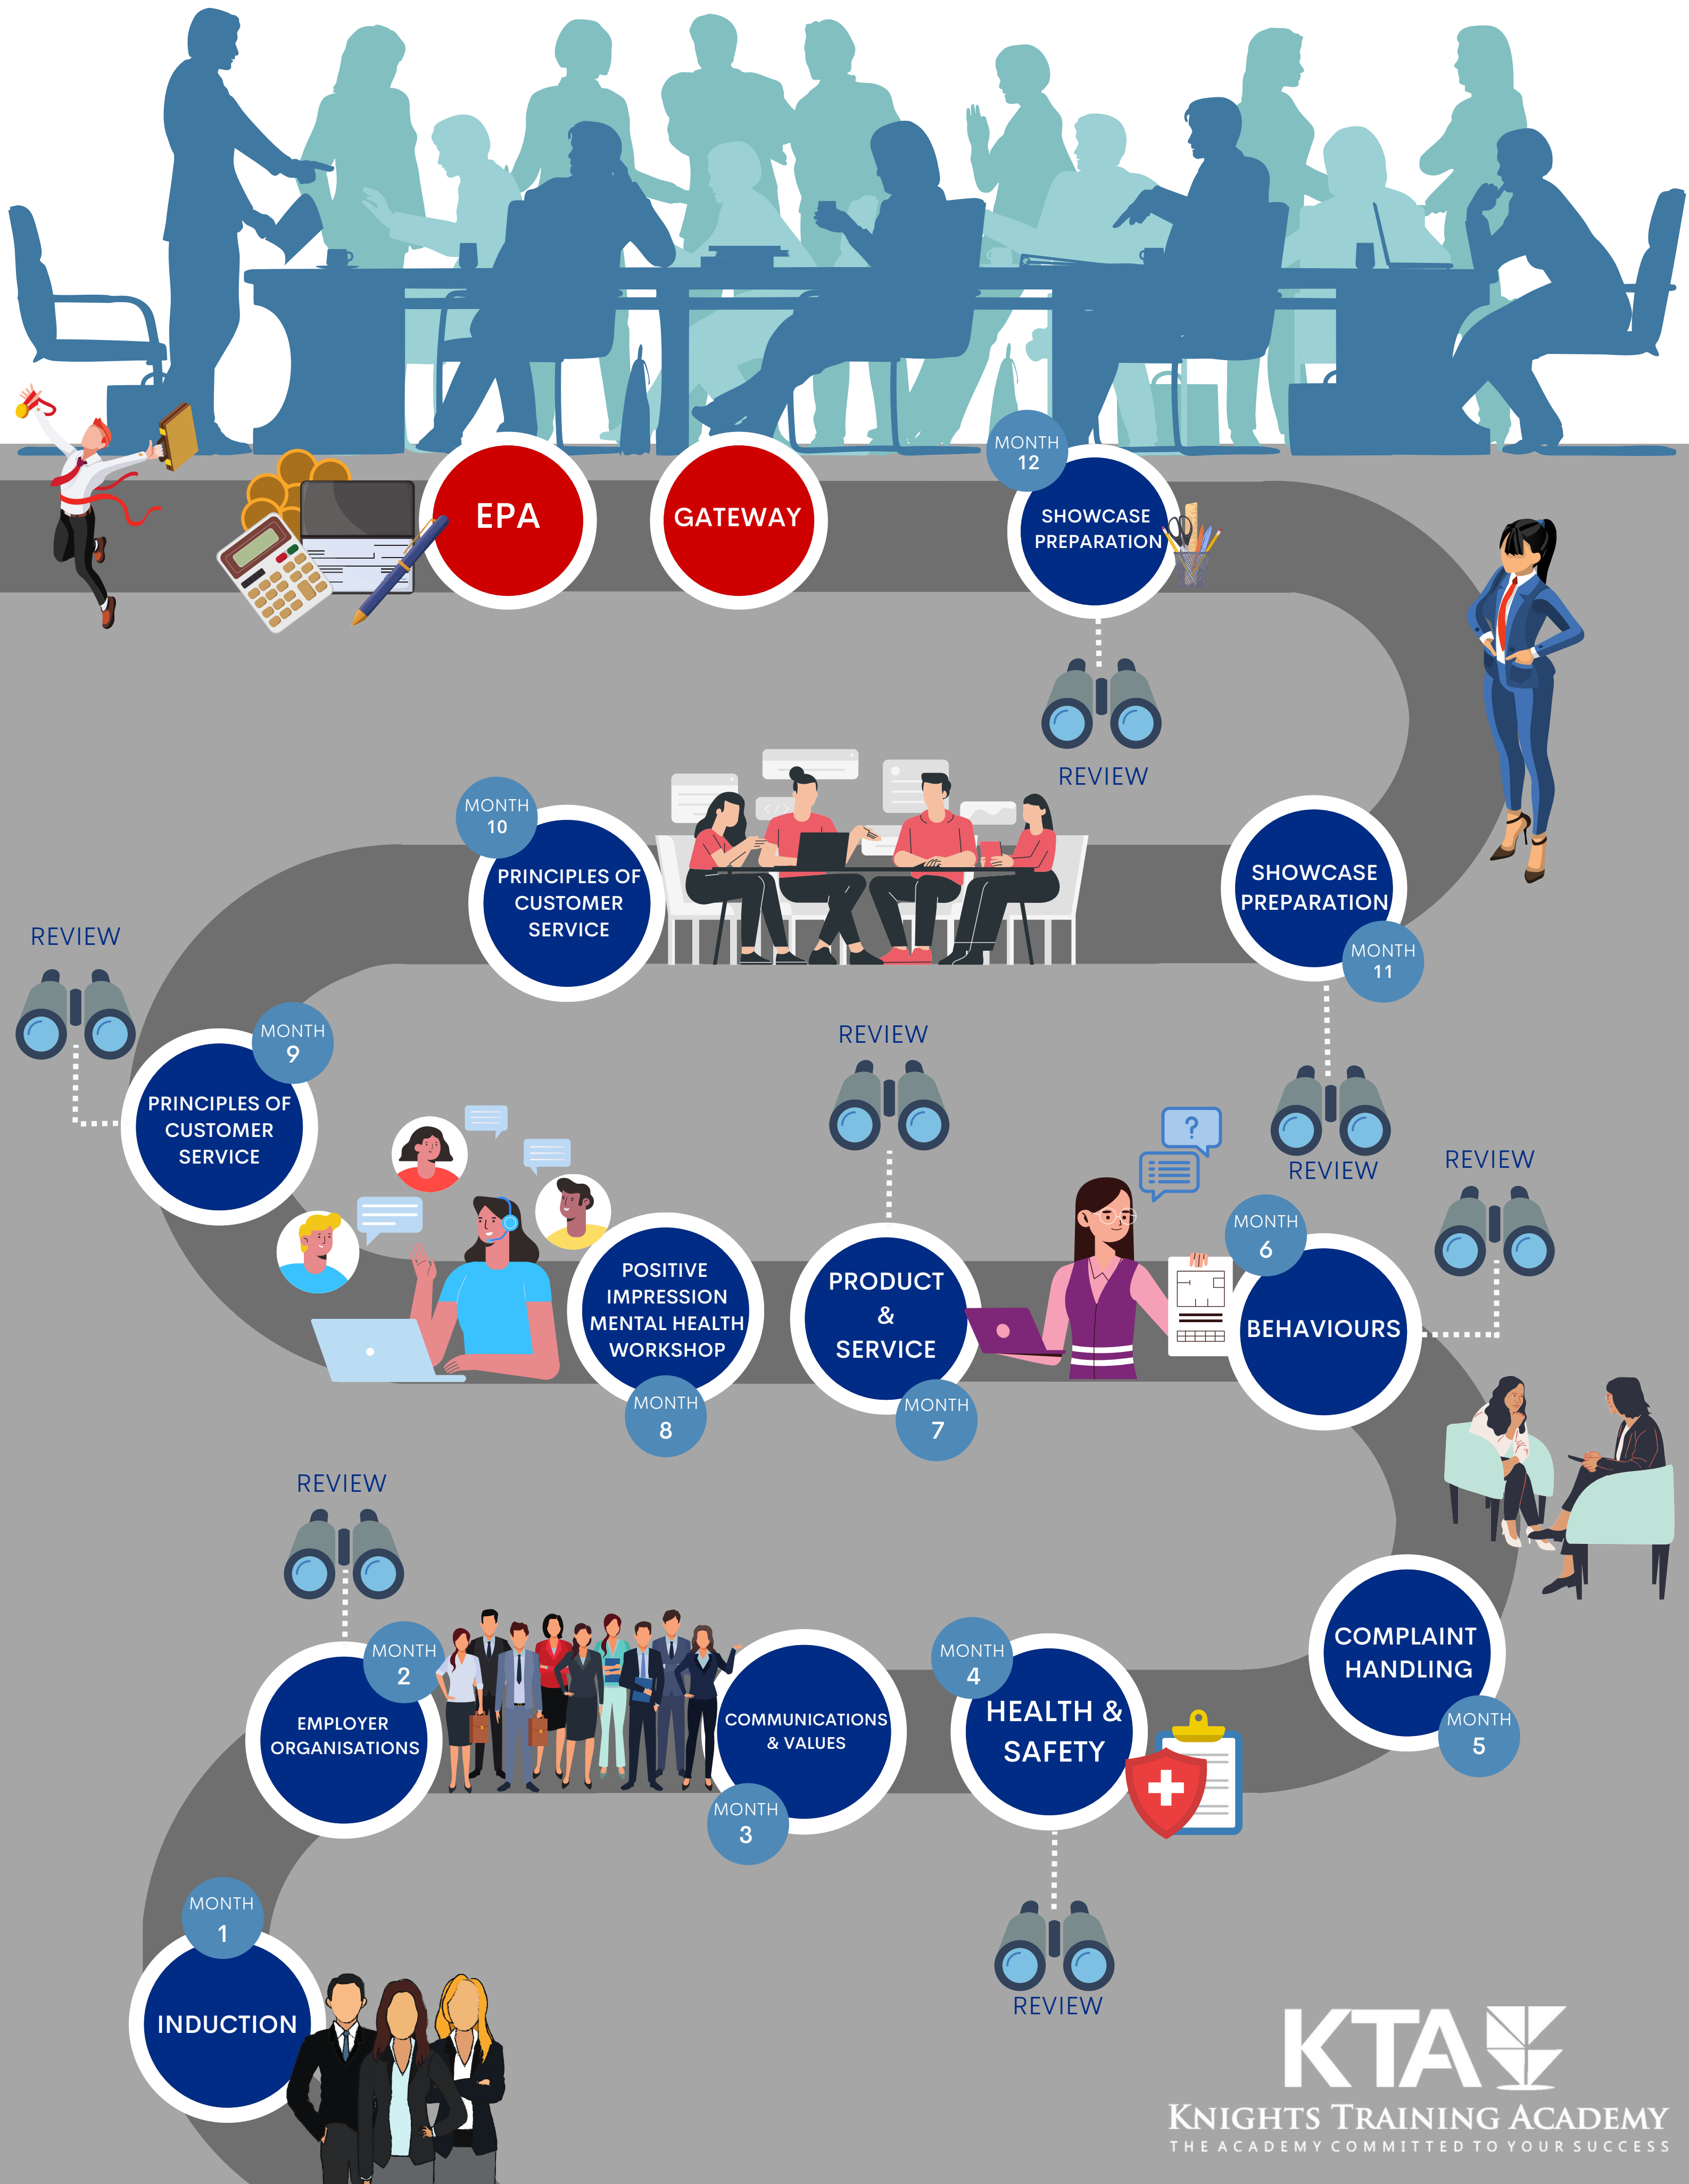 EPA
GATEWAY
MONTH
12
SHOWCASE
PREPARATION
REVIEW
MONTH
10
PRINCIPLES OF
CUSTOMER
SERVICE
SHOWCASE
PREPARATION
MONTH
11
REVIEW
REVIEW
MONTH
9
PRINCIPLES OF
CUSTOMER
SERVICE
REVIEW
?
REVIEW
MONTH
6
BEHAVIOURS
POSITIVE
IMPRESSION
MENTAL HEALTH
WORKSHOP
MONTH
8
PRODUCT
&
SERVICE
MONTH
7
REVIEW
MONTH
2
EMPLOYER
ORGANISATIONS
COMMUNICATIONS
& VALUES
MONTH
3
MONTH
4
HEALTH &
SAFETY
COMPLAINT
HANDLING
MONTH
5
REVIEW
MONTH
1
INDUCTION
KTA
KNIGHTS TRAINING ACADEMY
THE ACADEMY COMMITTED TO YOUR SUCCESS